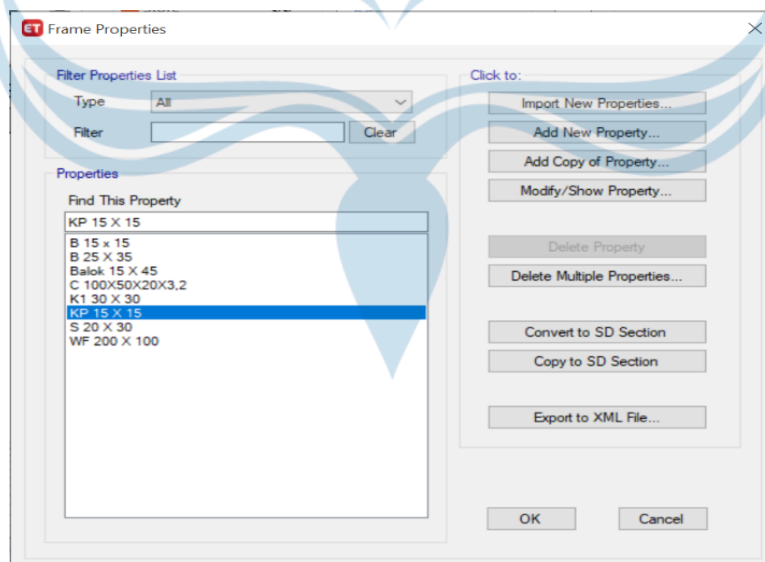 ET Frame Properties
Filter Properties List
Type All
Filter Clear
Properties
Find This Property
KP 15 X 15
B 15 x 15
B 25 X 35
Balok 15 X 45
C 100X50X20X3,2
K1 30 X 30
KP 15 X 15
S 20 X 30
WF 200 X 100
Click to:
Import New Properties...
Add New Property...
Add Copy of Property...
Modify/Show Property...
Delete Property
Delete Multiple Properties...
Convert to SD Section
Copy to SD Section
Export to XML File...
OK Cancel